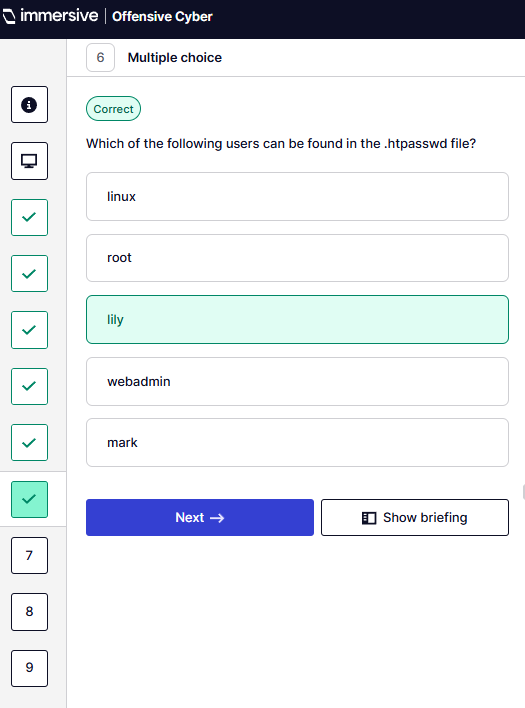 immersive | Offensive Cyber
6 Multiple choice
Correct
Which of the following users can be found in the .htpasswd file?
linux
root
lily
webadmin
mark
Next → Show briefing
7
8
9